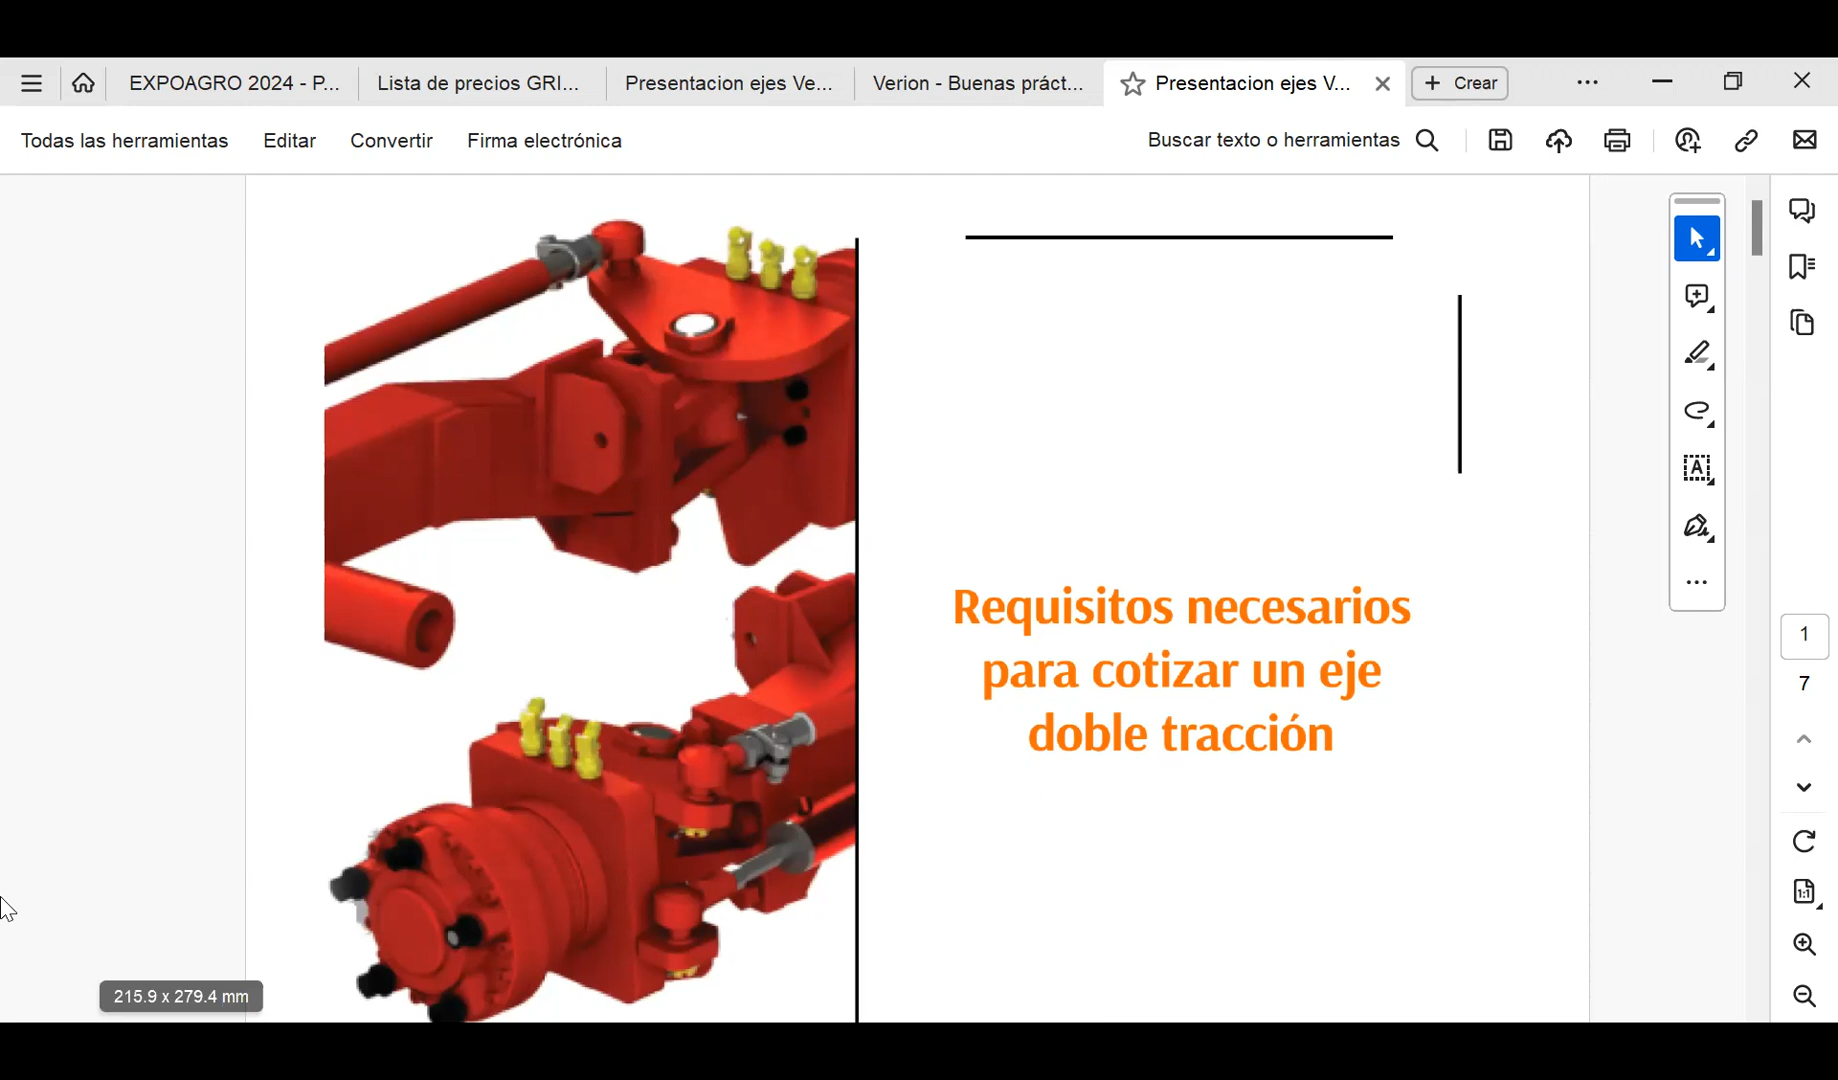 EXPOAGRO 2024 - P...
Lista de precios GRI...
Presentacion ejes Ve...
Verion - Buenas práct...
Presentacion ejes V...
Crear
Todas las herramientas
Editar
Convertir
Firma electrónica
Buscar texto o herramientas
Requisitos necesarios
para cotizar un eje
doble tracción
1
7
1:1
215.9 x 279.4 mm